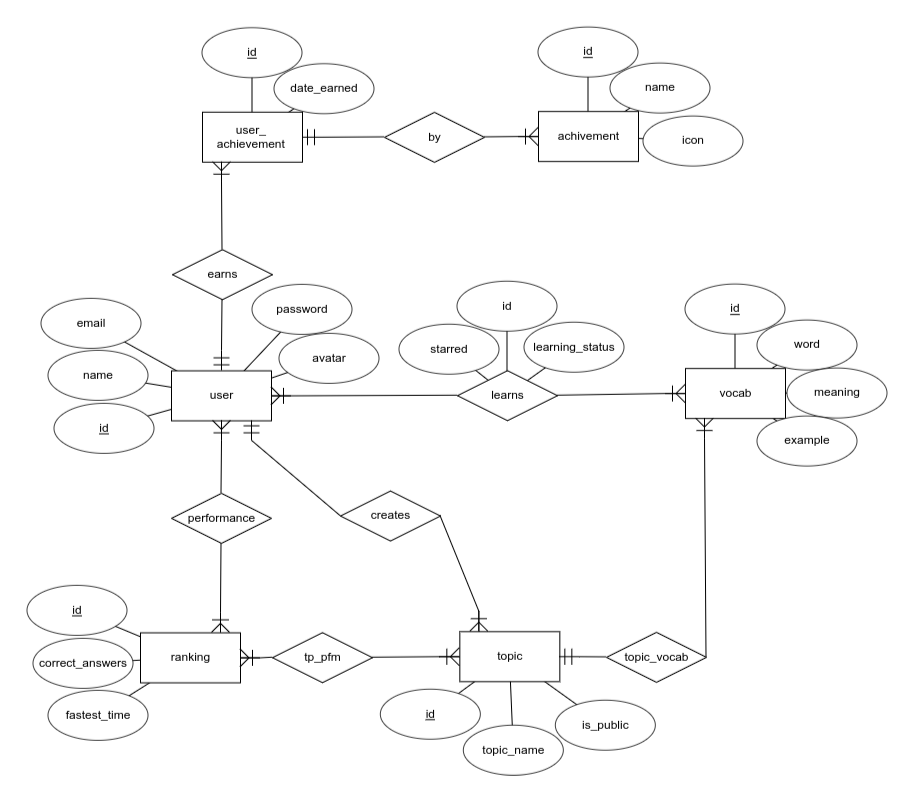 id
id
date_earned
name
user_
achievement
by
achivement
icon
earns
email
password
id
id
starred
learning_status
word
name
avatar
user
learns
vocab
meaning
id
example
performance
creates
id
correct_answers
ranking
tp_pfm
topic
topic_vocab
fastest_time
id
is_public
topic_name